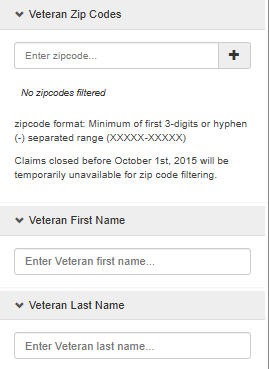 Veteran Zip Codes
Enter zipcode...
No zipcodes filtered
zipcode format: Minimum of first 3-digits or hyphen
(-) separated range (XXXXX-XXXXX)
Claims closed before October 1st, 2015 will be
temporarily unavailable for zip code filtering.
Veteran First Name
Enter Veteran first name...
Veteran Last Name
Enter Veteran last name...